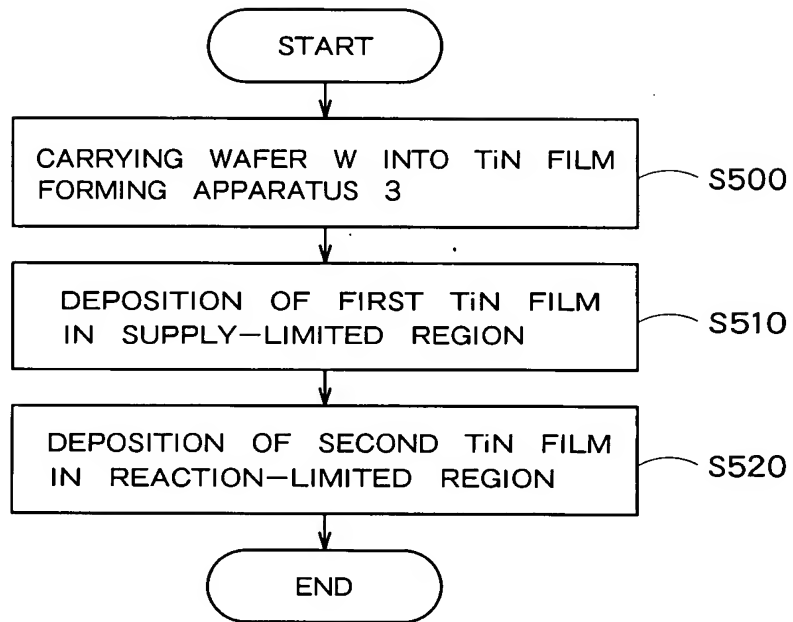 START
CARRYING WAFER W INTO TiN FILM
FORMING APPARATUS 3
S500
DEPOSITION OF FIRST TiN FILM
IN SUPPLY-LIMITED REGION
S510
DEPOSITION OF SECOND TiN FILM
IN REACTION-LIMITED REGION
S520
END